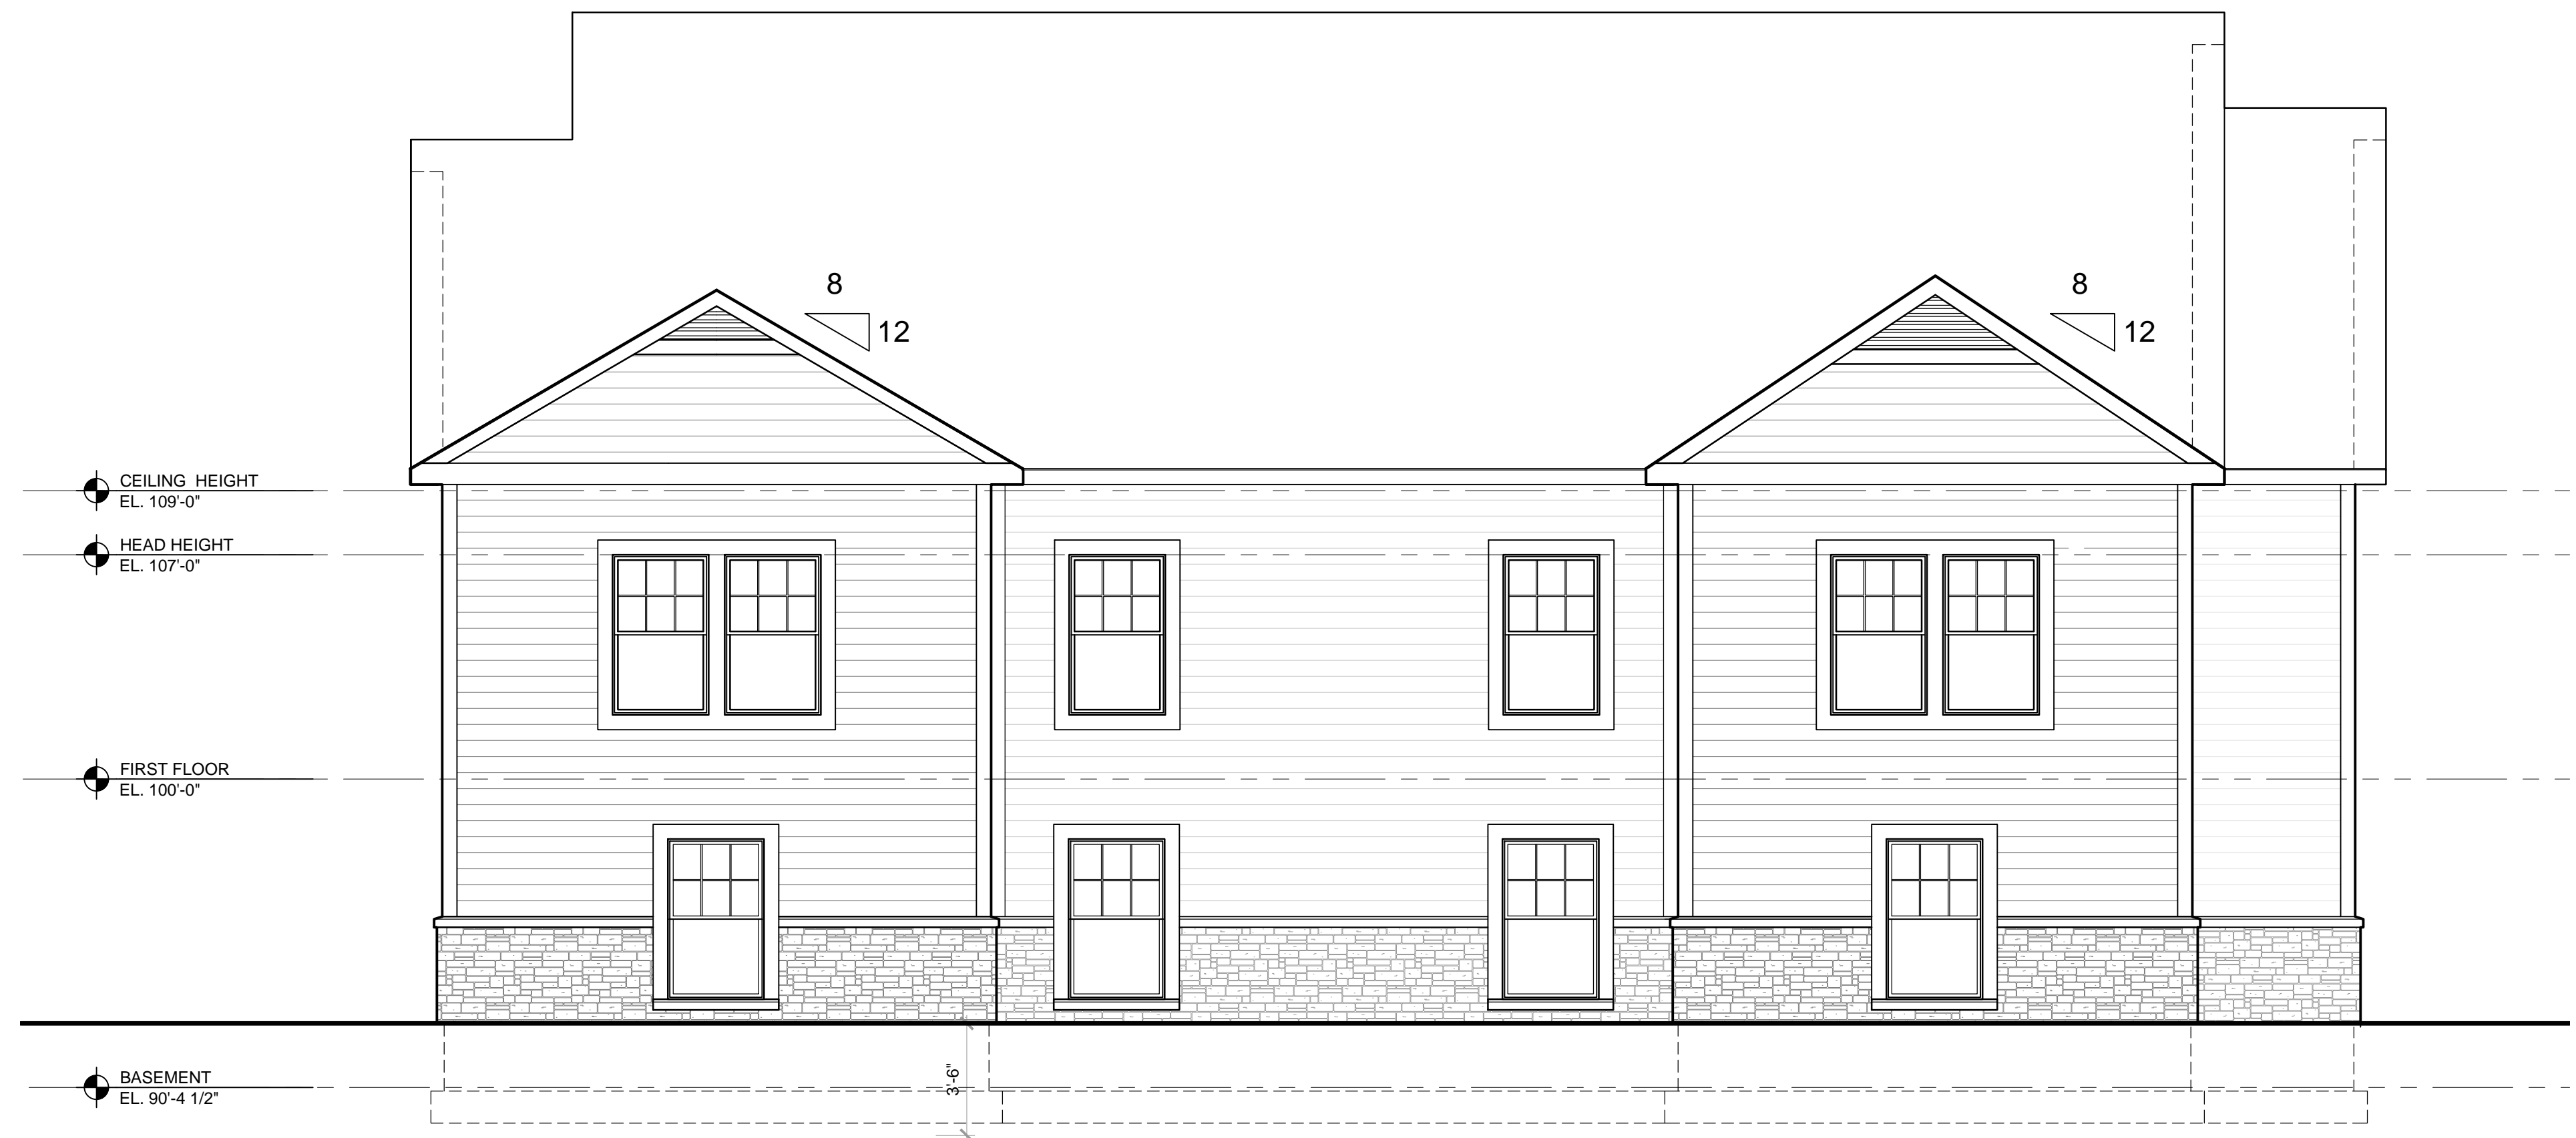 8
12
8
12
CEILING HEIGHT
EL. 109'-0"
HEAD HEIGHT
EL. 107'-0"
FIRST FLOOR
EL. 100'-0"
3'-6"
BASEMENT
EL. 90'-4 1/2"